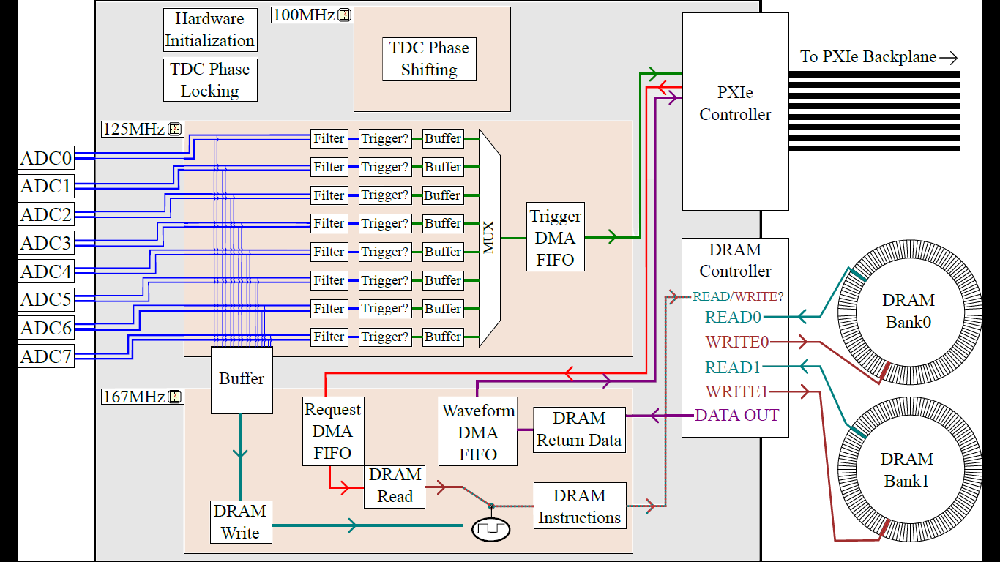 Hardware
Initialization
TDC Phase
Locking
100MHz
TDC Phase
Shifting
PXIe
Controller
To PXIe Backplane
125MHz
ADC0
ADC1
ADC2
ADC3
ADC4
ADC5
ADC6
ADC7
Filter Trigger? Buffer
Filter Trigger? Buffer
Filter Trigger? Buffer
Filter Trigger? Buffer
Filter Trigger? Buffer
Filter Trigger? Buffer
Filter Trigger? Buffer
Filter Trigger? Buffer
MUX
Trigger
DMA
FIFO
DRAM
Controller
READ/WRITE?
READ0
WRITE0
READ1
WRITE1
DATA OUT
DRAM
Bank0
DRAM
Bank1
Buffer
167MHz
Request
DMA
FIFO
Waveform
DMA
FIFO
DRAM
Return Data
DRAM
Read
DRAM
Instructions
DRAM
Write